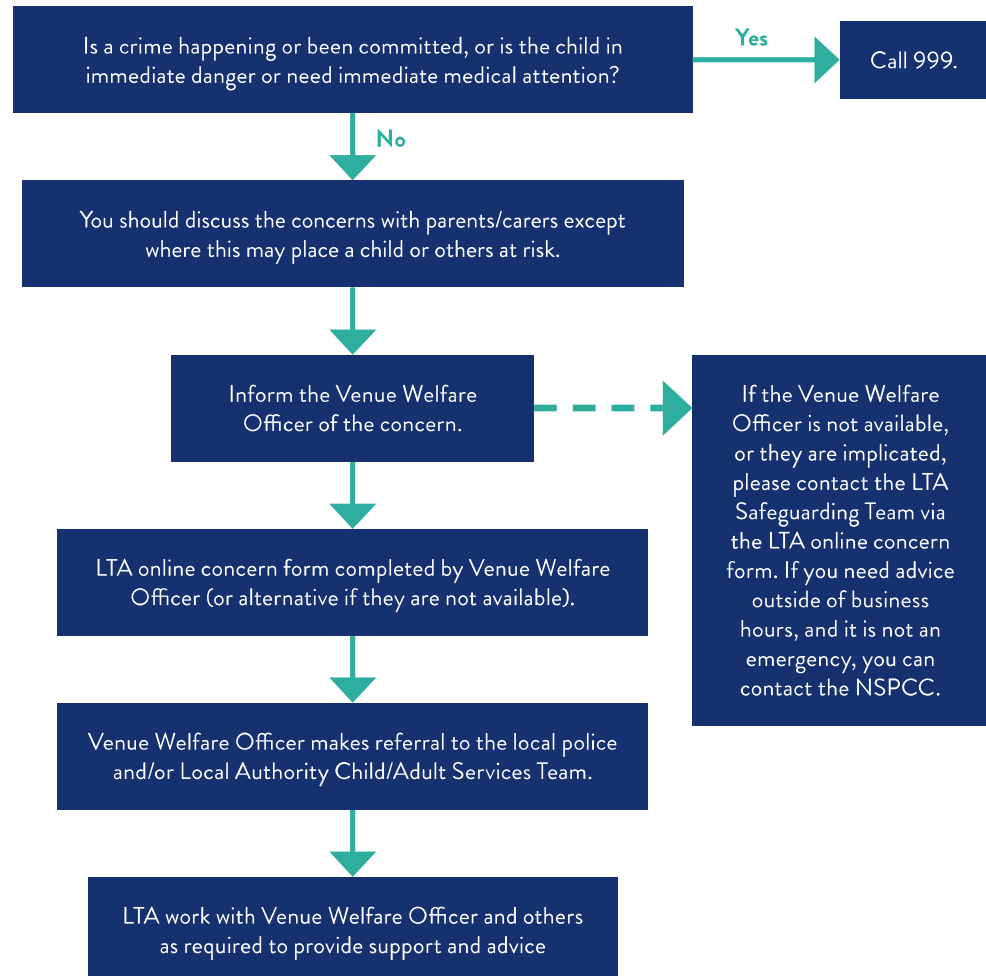 Is a crime happening or been committed, or is the child in
immediate danger or need immediate medical attention?
Yes
Call 999.
No
You should discuss the concerns with parents/carers except
where this may place a child or others at risk.
Inform the Venue Welfare
Officer of the concern.
If the Venue Welfare
Officer is not available,
or they are implicated,
please contact the LTA
Safeguarding Team via
the LTA online concern
form. If you need advice
outside of business
hours, and it is not an
emergency, you can
contact the NSPCC.
LTA online concern form completed by Venue Welfare
Officer (or alternative if they are not available).
Venue Welfare Officer makes referral to the local police
and/or Local Authority Child/Adult Services Team.
LTA work with Venue Welfare Officer and others
as required to provide support and advice